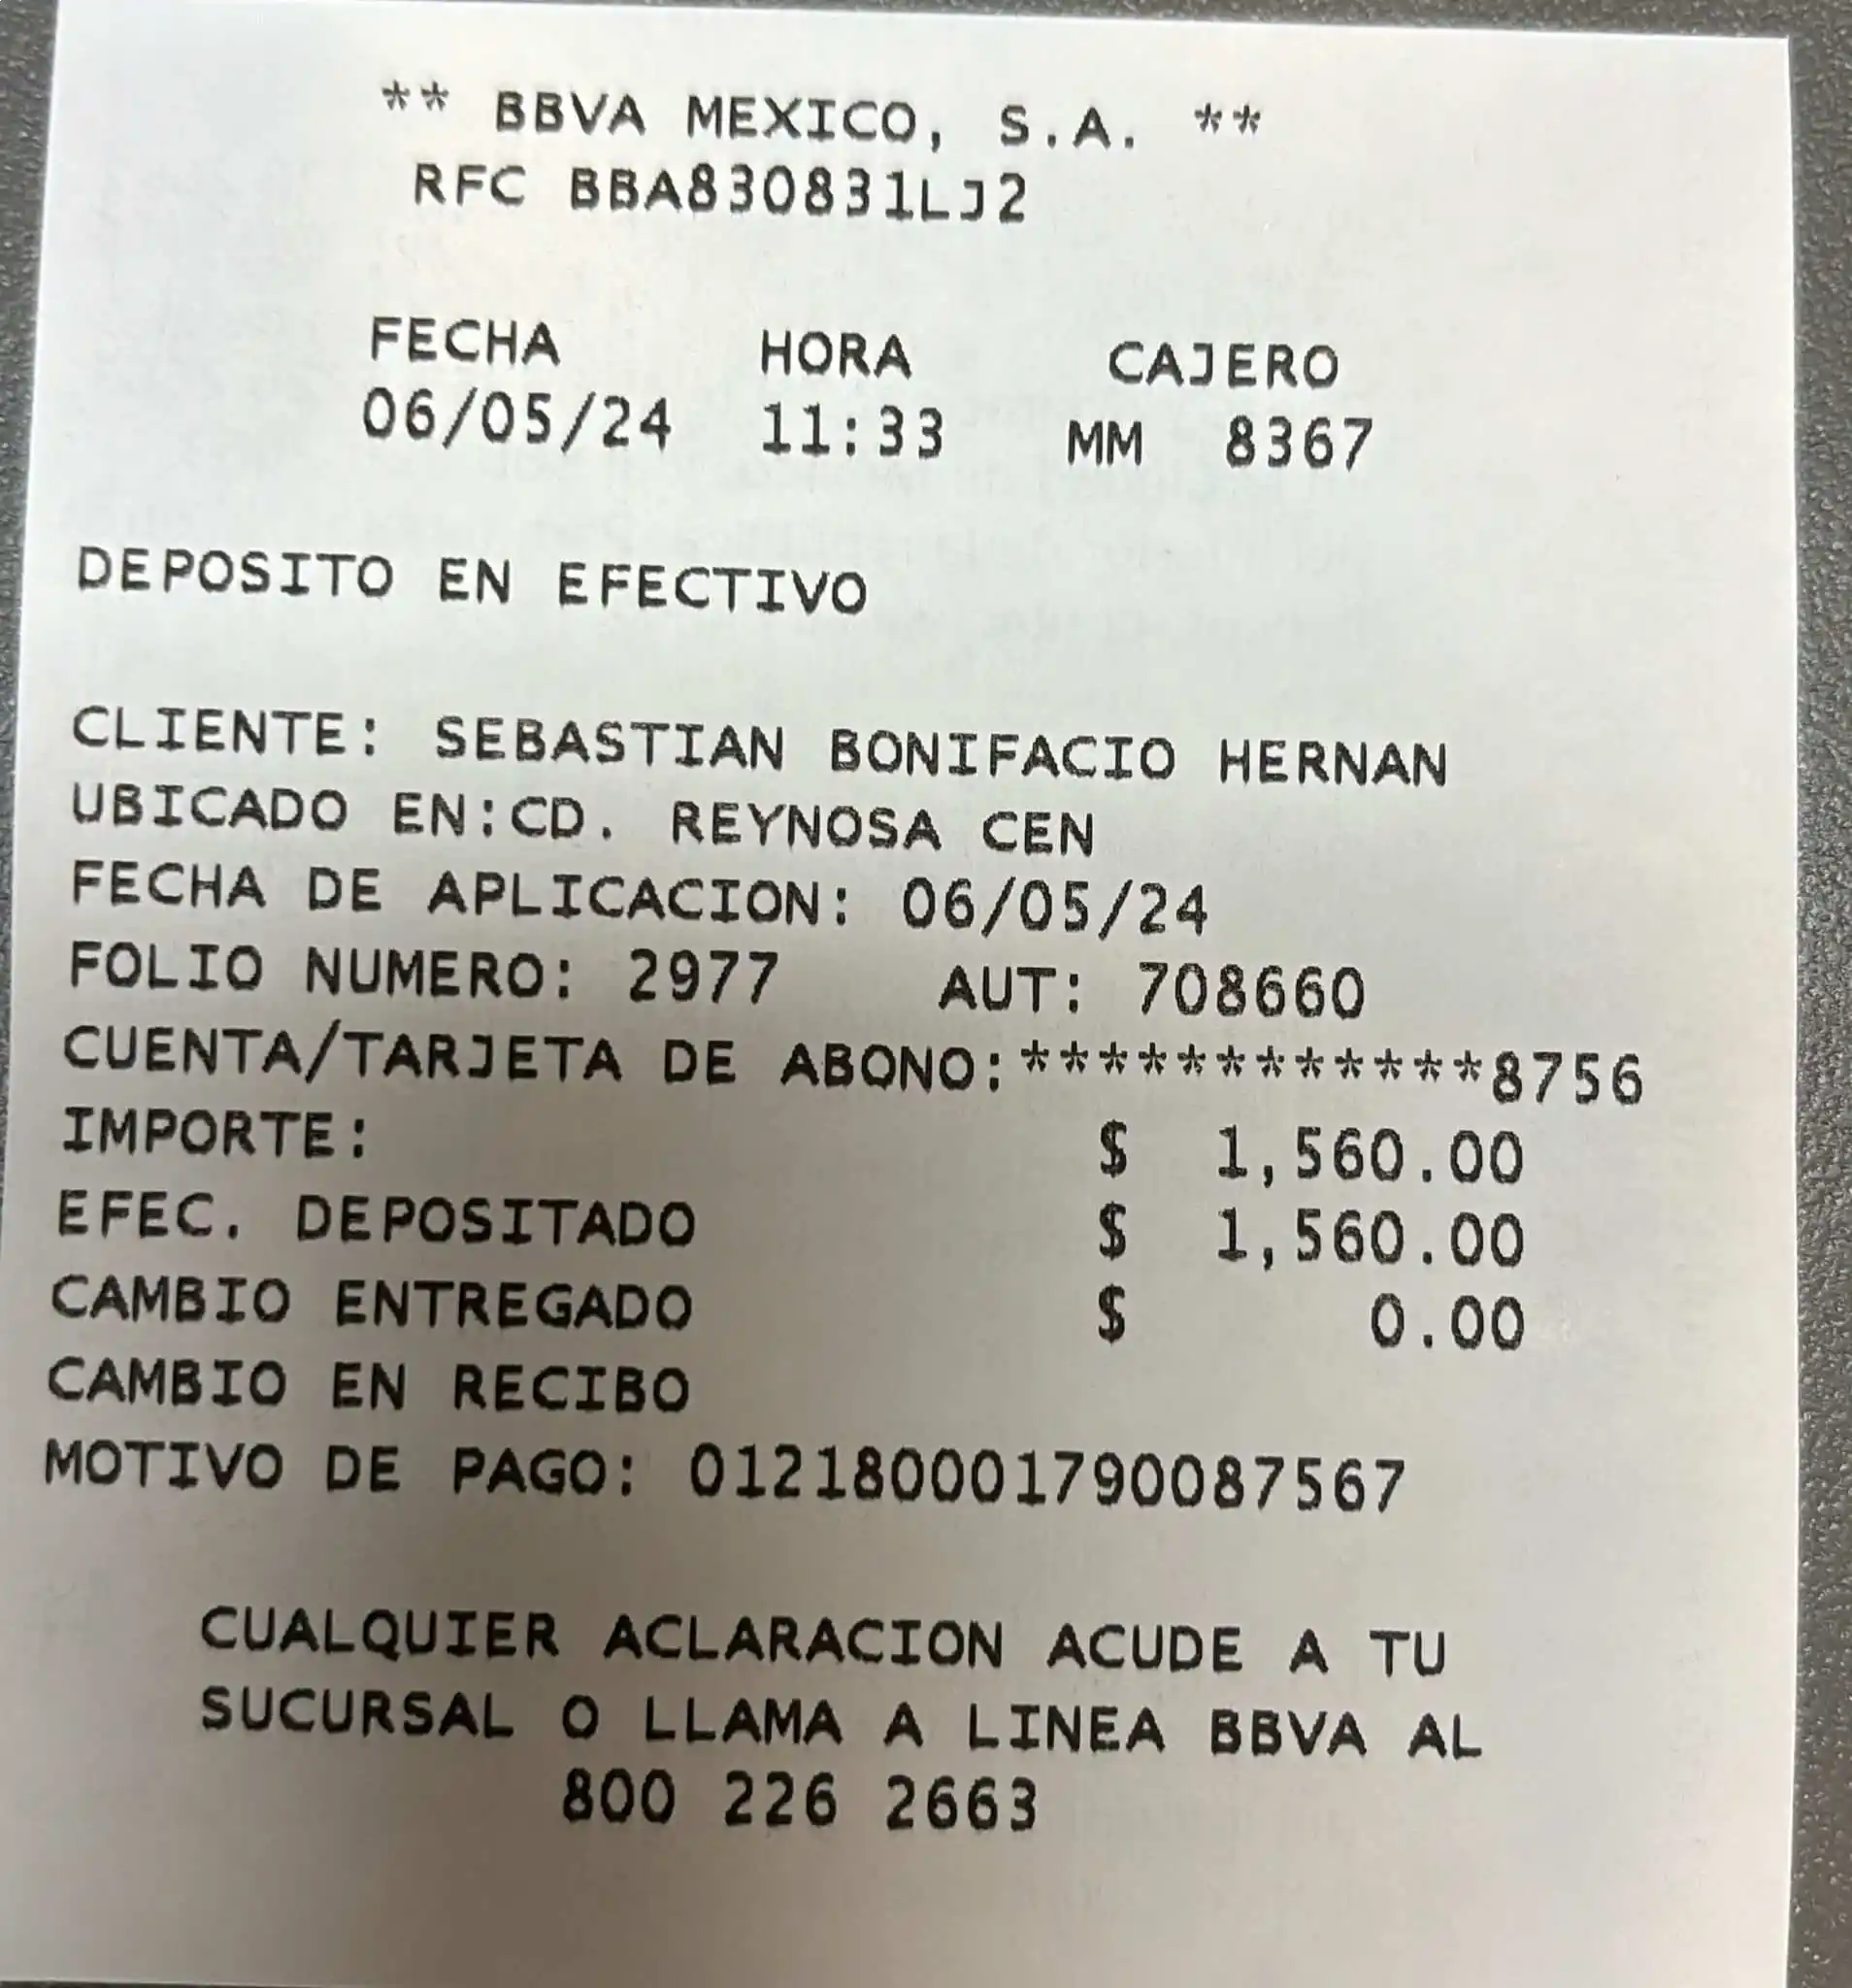 ** BBVA MEXICO, S.A. **
RFC BBA830831LJ2
FECHA HORA CAJERO
06/05/24 11:33 MM 8367
DEPOSITO EN EFECTIVO
CLIENTE: SEBASTIAN BONIFACIO HERNAN
UBICADO EN:CD. REYNOSA CEN
FECHA DE APLICACION: 06/05/24
FOLIO NUMERO: 2977 AUT: 708660
CUENTA/TARJETA DE ABONO:************8756
IMPORTE: $ 1,560.00
EFEC. DEPOSITADO $ 1,560.00
CAMBIO ENTREGADO $ 0.00
CAMBIO EN RECIBO
MOTIVO DE PAGO: 012180001790087567
CUALQUIER ACLARACION ACUDE A TU
SUCURSAL O LLAMA A LINEA BBVA AL
800 226 2663